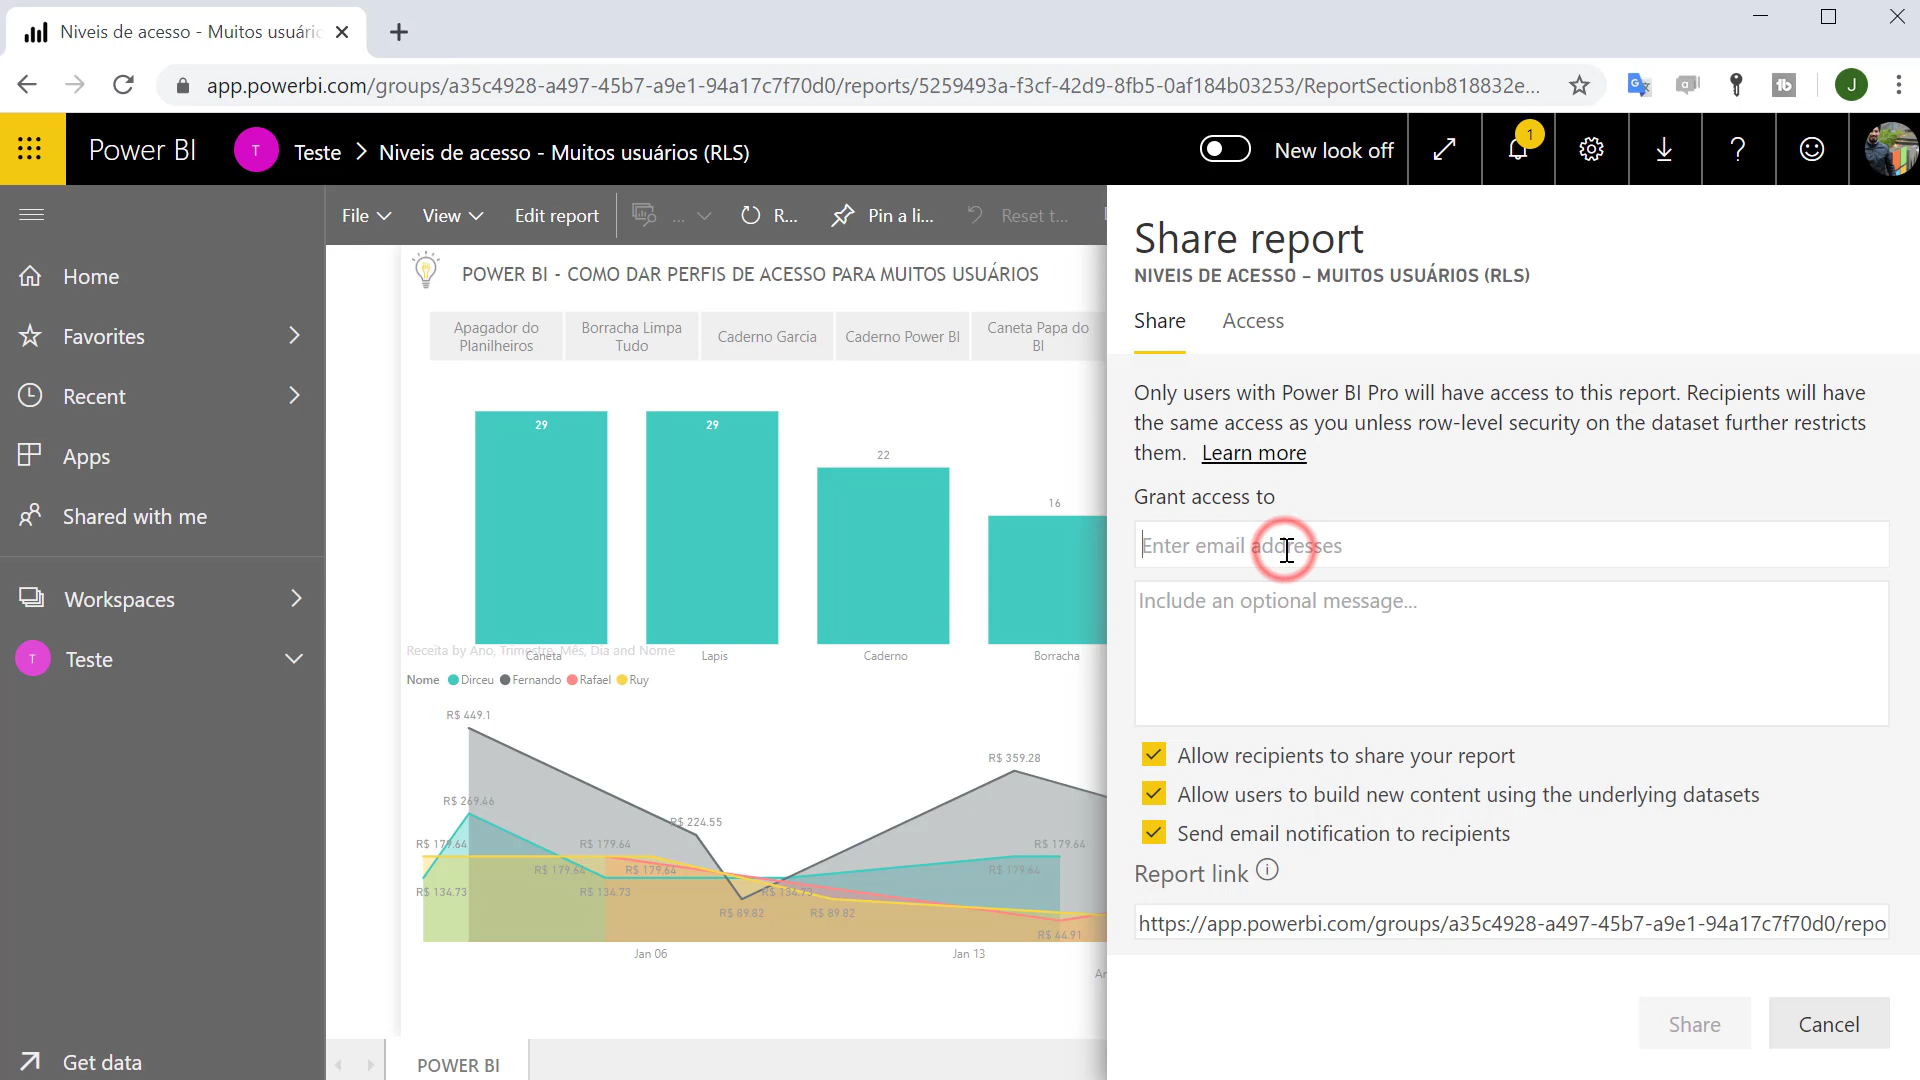 Niveis de acesso - Muitos usuári
app.powerbi.com/groups/a35c4928-a497-45b7-a9e1-94a17c7f70d0/reports/5259493a-f3cf-42d9-8fb5-0af184b03253/ReportSectionb818832e...
J
Power BI
T
Teste > Niveis de acesso - Muitos usuários (RLS)
New look off
1
File
View
Edit report
...
R...
Pin a li...
Reset t...
Home
Favorites
Recent
Apps
Shared with me
Workspaces
T
Teste
Get data
POWER BI - COMO DAR PERFIS DE ACESSO PARA MUITOS USUÁRIOS
Apagador do Planilheiros
Borracha Limpa Tudo
Caderno Garcia
Caderno Power BI
Caneta Papa do BI
29
29
22
16
Caneta
Lapis
Caderno
Borracha
Receita by Ano, Trimestre, Mês, Dia and Nome
Nome Dirceu Fernando Rafael Ruy
R$ 449.1
R$ 359.28
R$ 269.46
R$ 224.55
R$ 179.64
R$ 179.64
R$ 179.64
R$ 179.64
R$ 179.64
R$ 179.64
R$ 134.73
R$ 134.73
R$ 134.73
R$ 89.82
R$ 89.82
R$ 44.91
Jan 06
Jan 13
POWER BI
Share report
NIVEIS DE ACESSO – MUITOS USUÁRIOS (RLS)
Share
Access
Only users with Power BI Pro will have access to this report. Recipients will have
the same access as you unless row-level security on the dataset further restricts
them. Learn more
Grant access to
Enter email addresses
Include an optional message...
Allow recipients to share your report
Allow users to build new content using the underlying datasets
Send email notification to recipients
Report link
https://app.powerbi.com/groups/a35c4928-a497-45b7-a9e1-94a17c7f70d0/repo
Share
Cancel